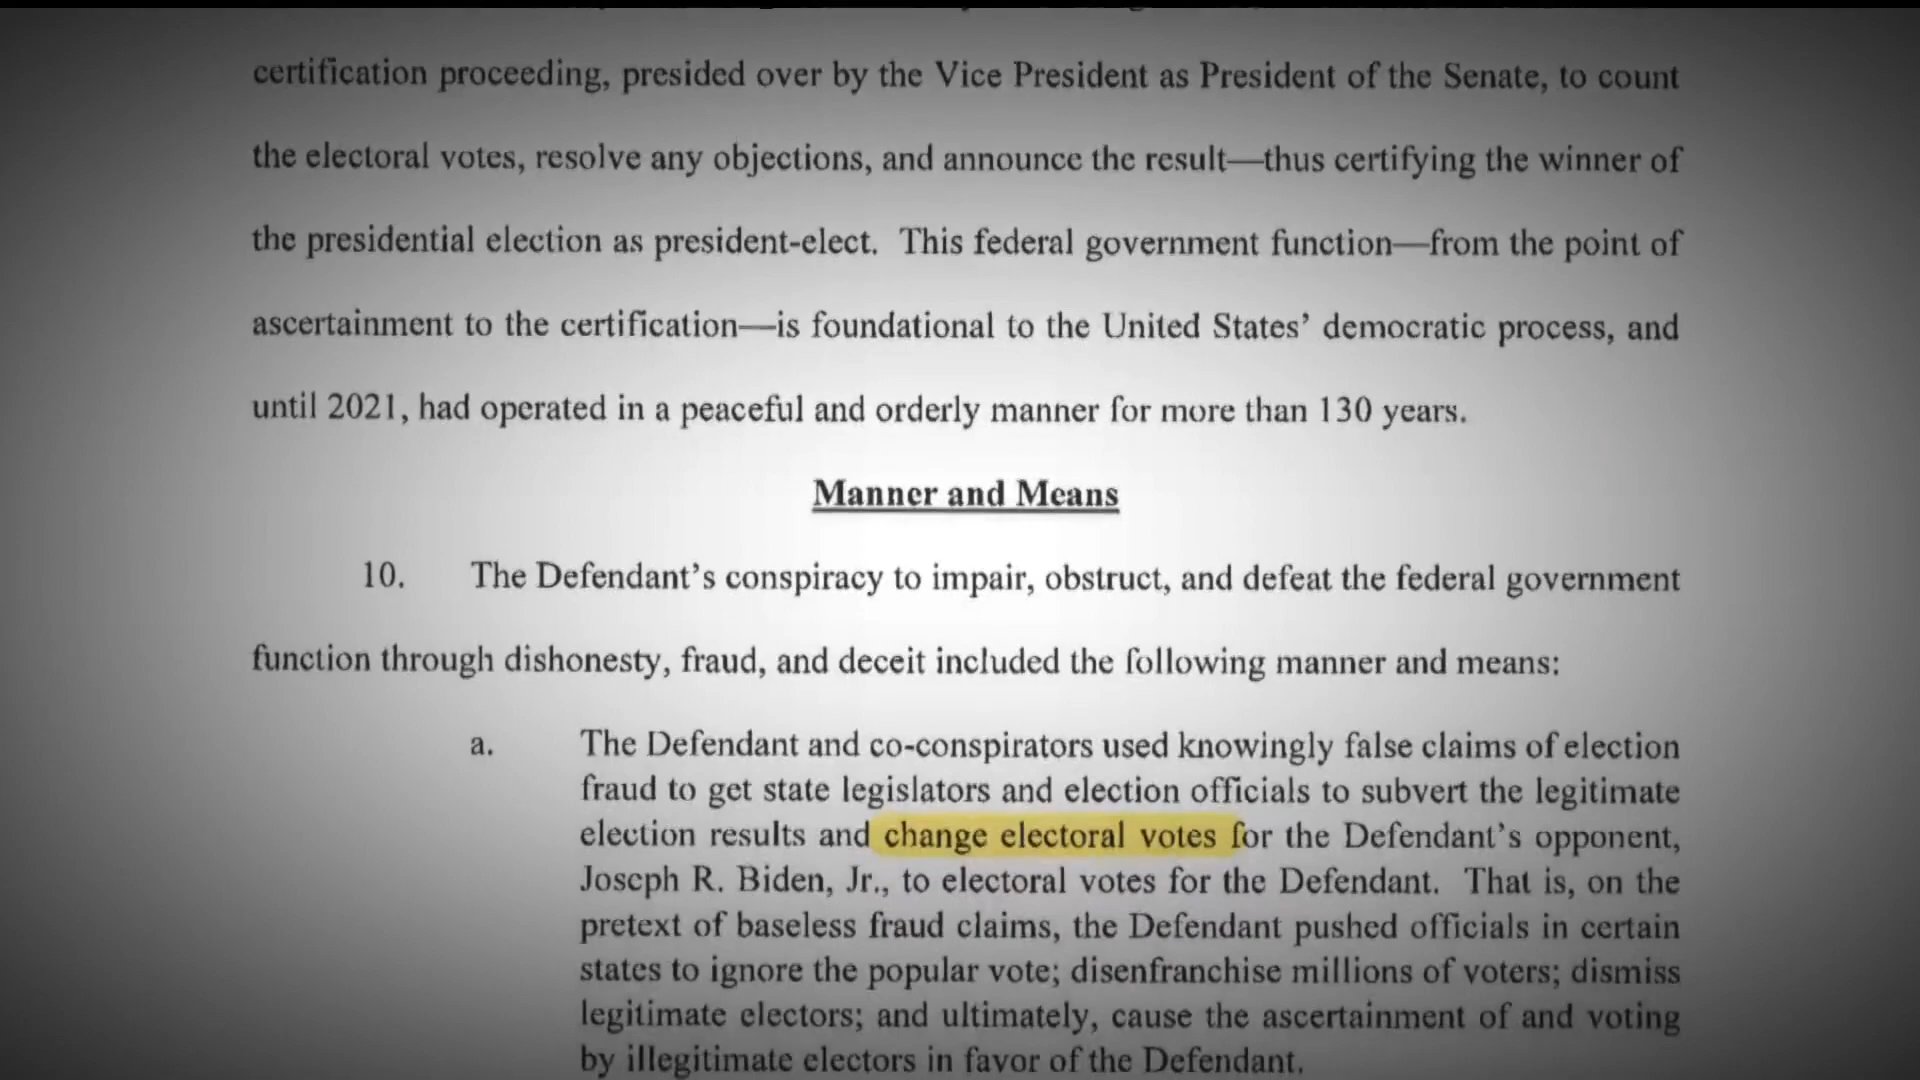 certification proceeding, presided over by the Vice President as President of the Senate, to count
the electoral votes, resolve any objections, and announce the result—thus certifying the winner of
the presidential election as president-elect. This federal government function—from the point of
ascertainment to the certification—is foundational to the United States’ democratic process, and
until 2021, had operated in a peaceful and orderly manner for more than 130 years.
Manner and Means
10. The Defendant’s conspiracy to impair, obstruct, and defeat the federal government
function through dishonesty, fraud, and deceit included the following manner and means:
a. The Defendant and co-conspirators used knowingly false claims of election
fraud to get state legislators and election officials to subvert the legitimate
election results and change electoral votes for the Defendant’s opponent,
Joseph R. Biden, Jr., to electoral votes for the Defendant. That is, on the
pretext of baseless fraud claims, the Defendant pushed officials in certain
states to ignore the popular vote; disenfranchise millions of voters; dismiss
legitimate electors; and ultimately, cause the ascertainment of and voting
by illegitimate electors in favor of the Defendant.